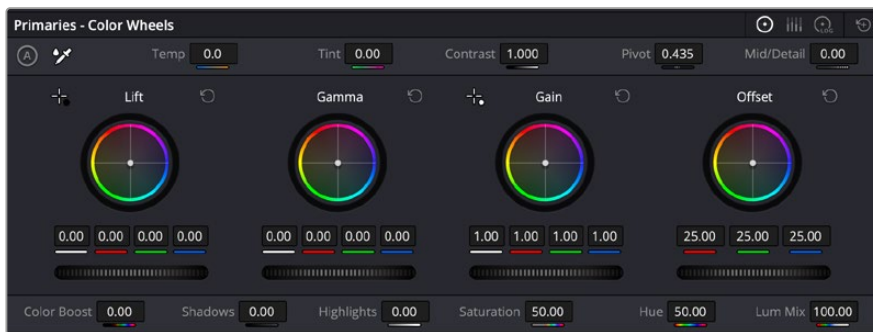 Primaries - Color Wheels
LOG
A Temp 0.0 Tint 0.00 Contrast 1.000 Pivot 0.435 Mid/Detail 0.00
Lift Gamma Gain Offset
0.00 0.00 0.00 0.00 0.00 0.00 0.00 0.00 1.00 1.00 1.00 1.00 25.00 25.00 25.00
Color Boost 0.00 Shadows 0.00 Highlights 0.00 Saturation 50.00 Hue 50.00 Lum Mix 100.00